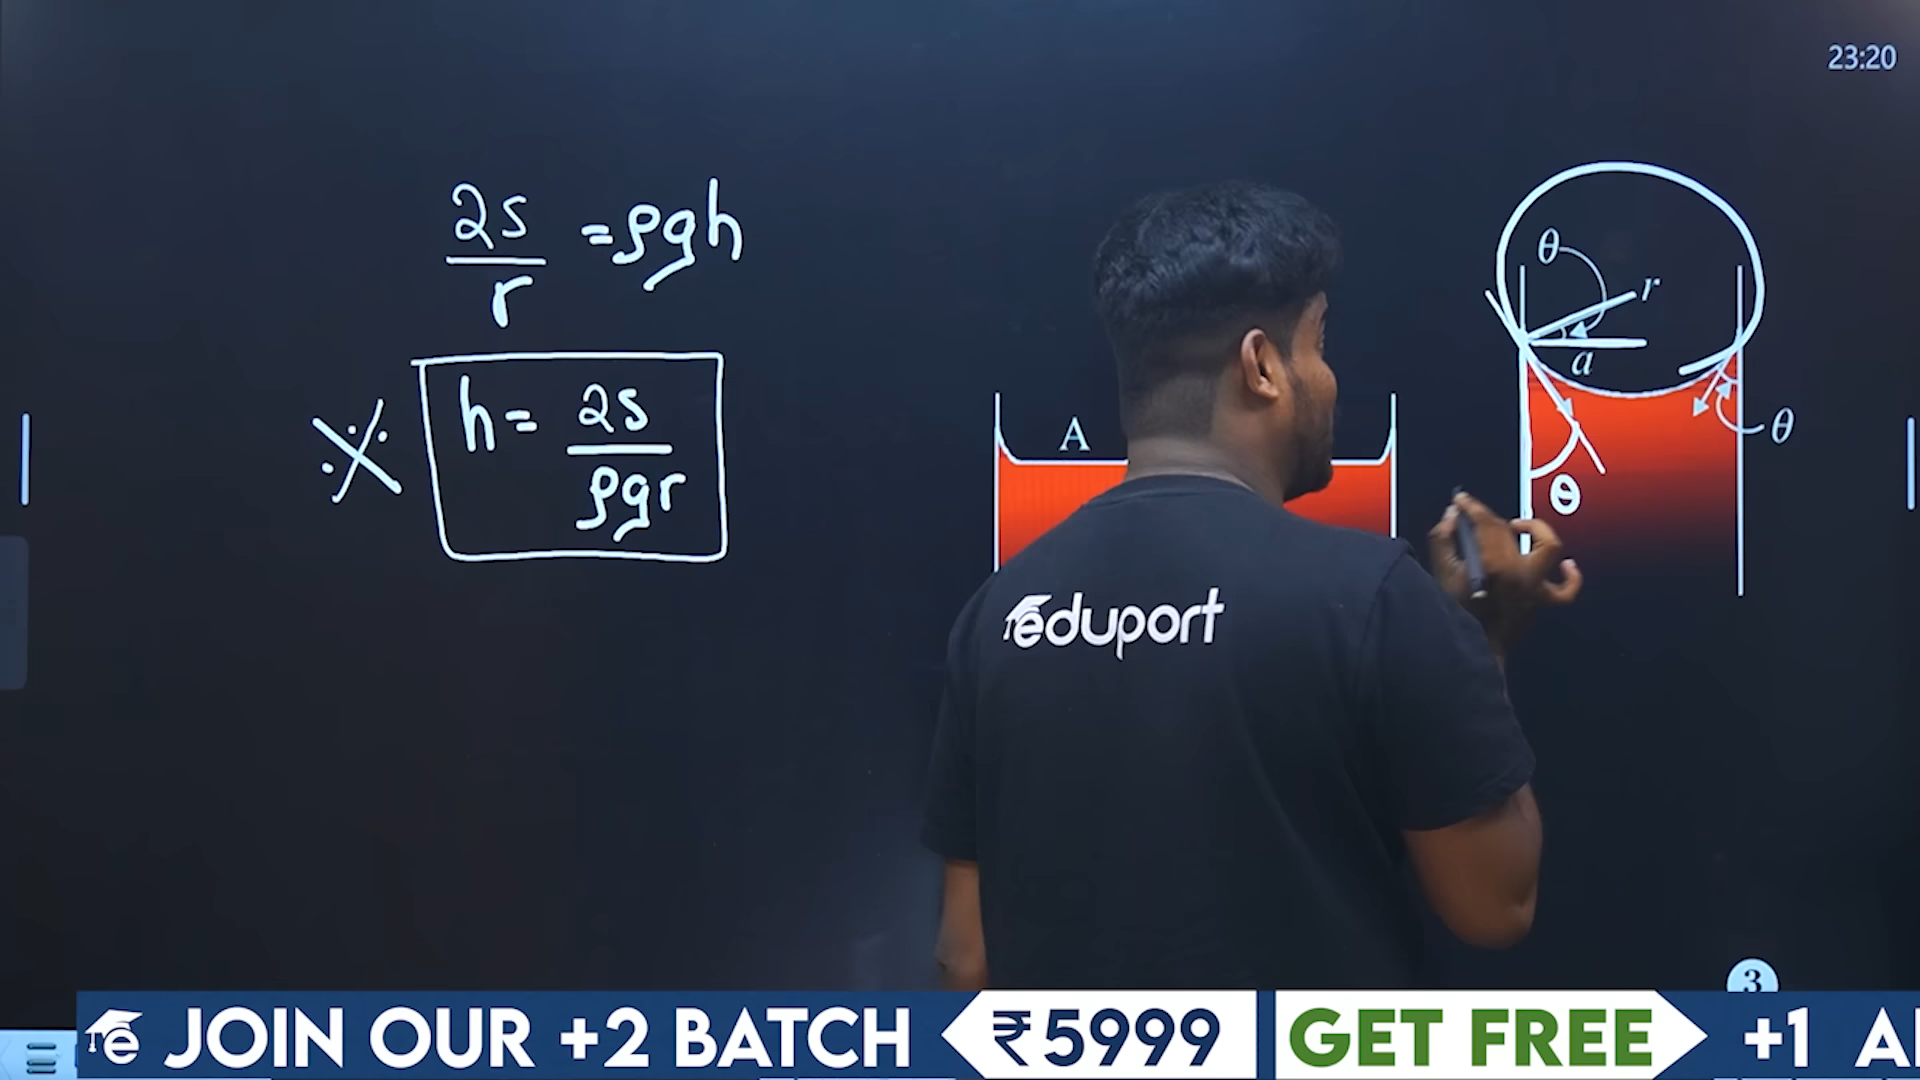 23:20
2s
r
= ρgh
h = 2s
ρgr
A
θ
r
a
θ
θ
eduport
3
e JOIN OUR +2 BATCH ₹5999 GET FREE +1